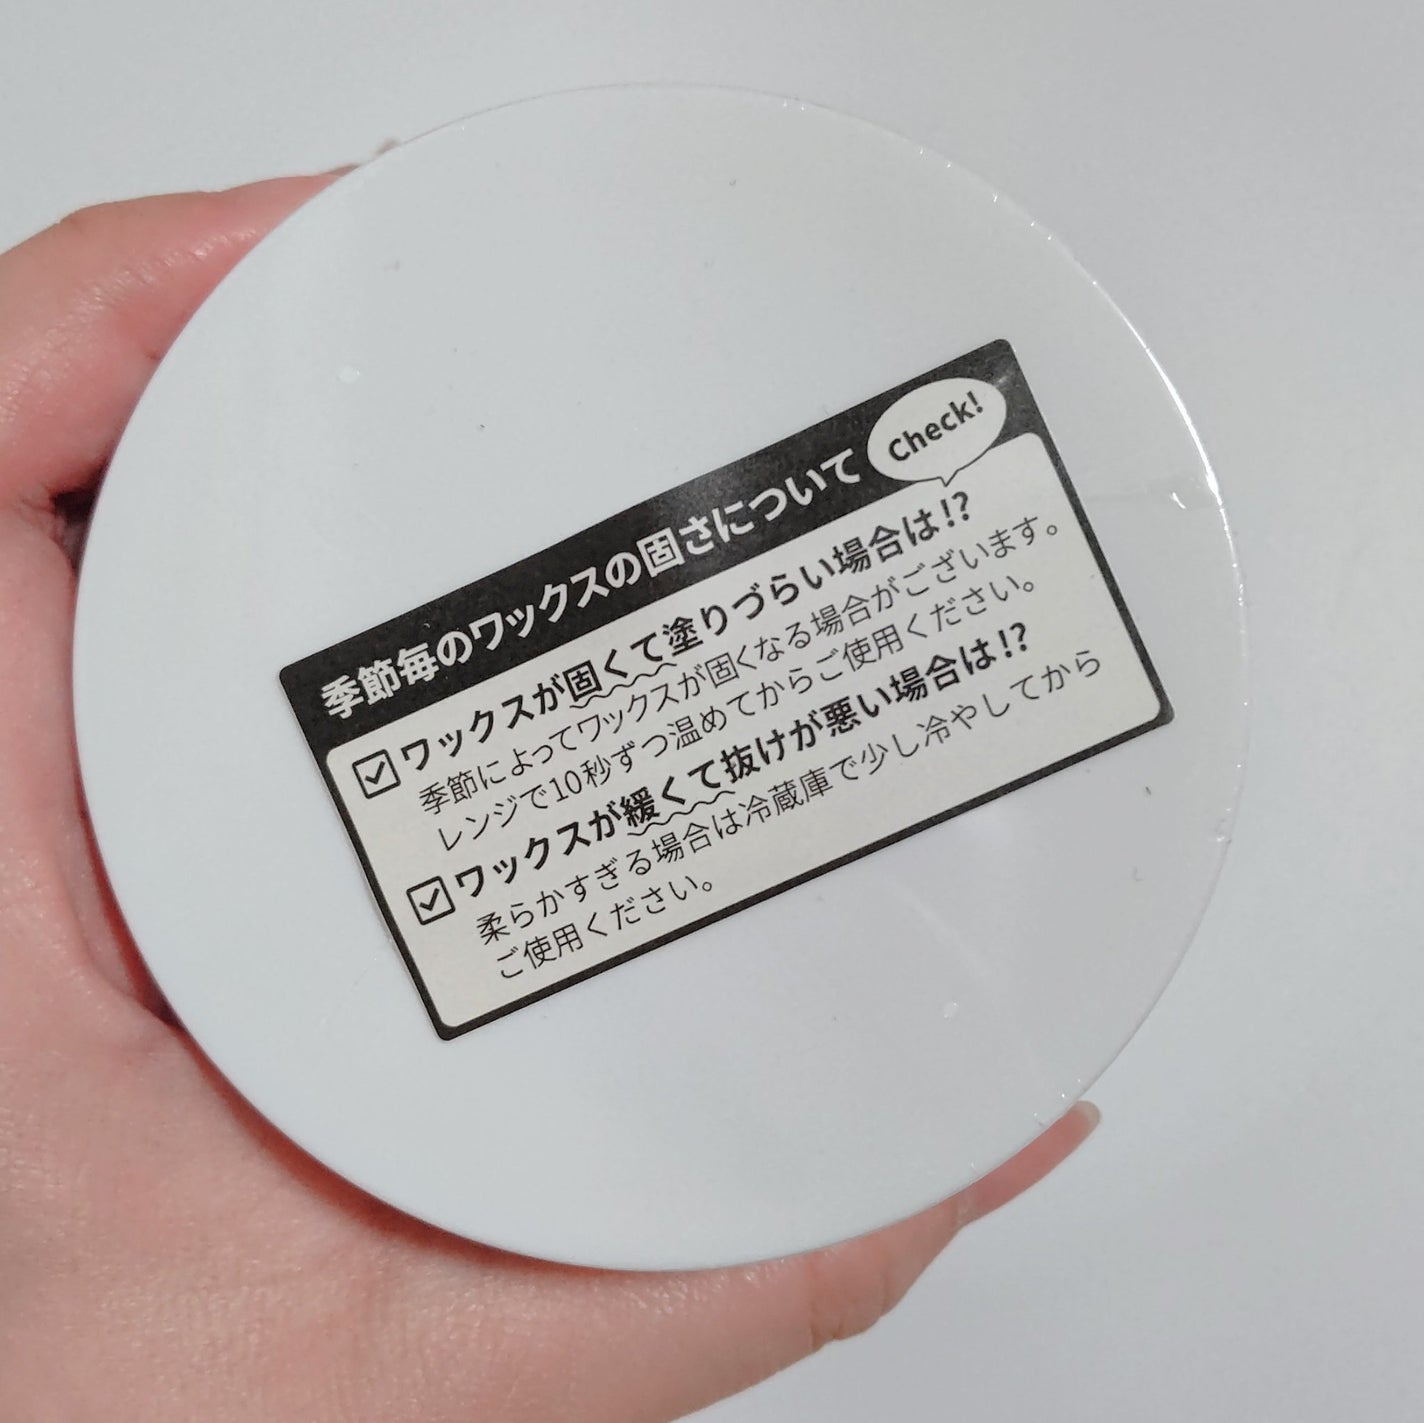 季節毎のワックスの固さについて Check!
ワックスが固くて塗りづらい場合は!?
季節によってワックスが固くなる場合がございます。
レンジで10秒ずつ温めてからご使用ください。
ワックスが緩くて抜けが悪い場合は!?
柔らかすぎる場合は冷蔵庫で少し冷やしてから
ご使用ください。